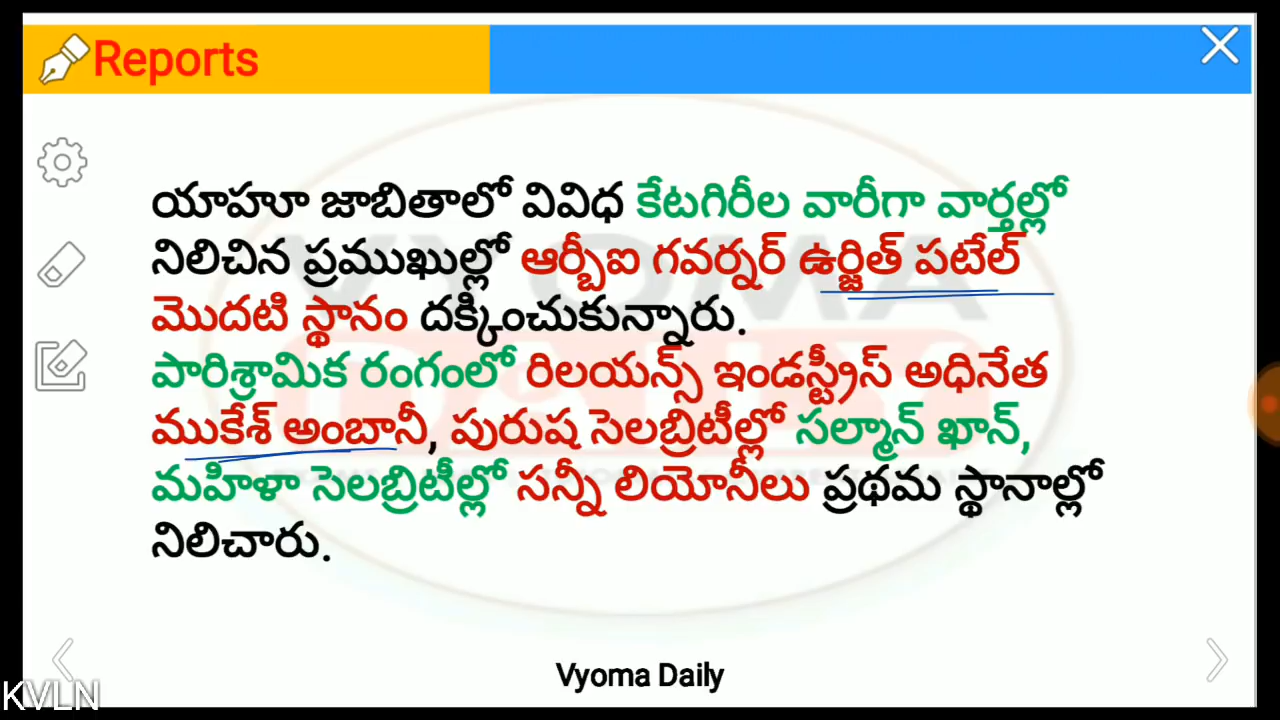 Reports
యాహూ జాబితాలో వివిధ కేటగిరీల వారీగా వార్తల్లో
నిలిచిన ప్రముఖుల్లో ఆర్బీఐ గవర్నర్ ఉర్జిత్ పటేల్
మొదటి స్థానం దక్కించుకున్నారు.
పారిశ్రామిక రంగంలో రిలయన్స్ ఇండస్ట్రీస్ అధినేత
ముకేశ్ అంబానీ, పురుష సెలబ్రిటీల్లో సల్మాన్ ఖాన్,
మహిళా సెలబ్రిటీల్లో సన్నీ లియోనీలు ప్రథమ స్థానాల్లో
నిలిచారు.
Vyoma Daily
KVLN